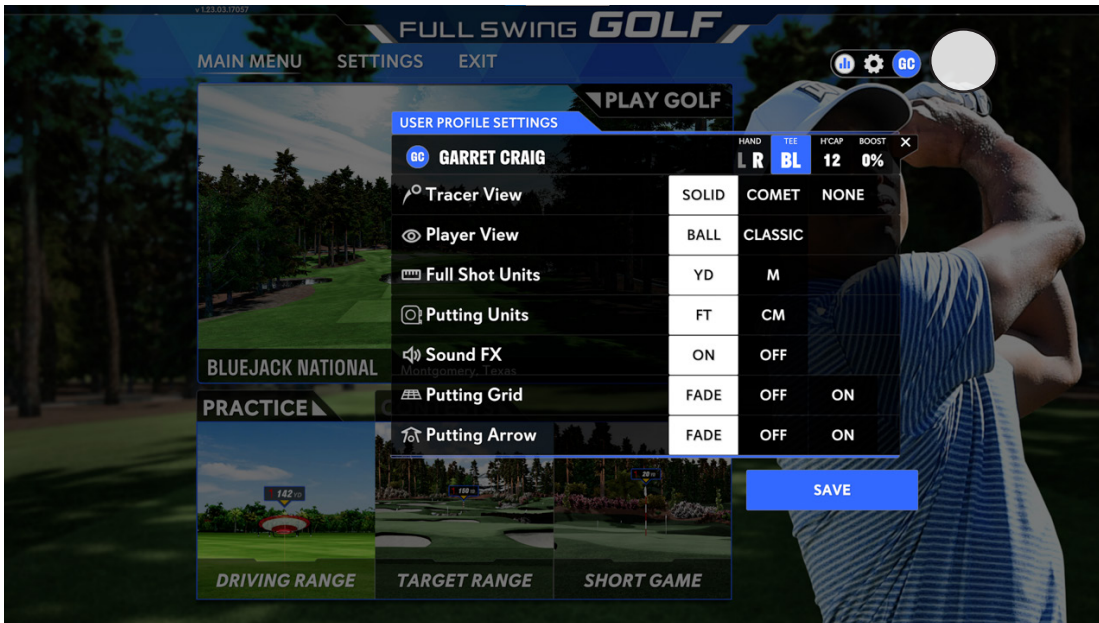 v 1.23.03.17057
FULL SWING GOLF
MAIN MENU SETTINGS EXIT
GC
PLAY GOLF
USER PROFILE SETTINGS
HAND TEE H'CAP BOOST
GC GARRET CRAIG L R BL 12 0%
Tracer View SOLID COMET NONE
Player View BALL CLASSIC
Full Shot Units YD M
Putting Units FT CM
Sound FX ON OFF
BLUEJACK NATIONAL Montgomery, Texas
Putting Grid FADE OFF ON
PRACTICE
Putting Arrow FADE OFF ON
SAVE
142 YD 150 YD 20 YD
DRIVING RANGE TARGET RANGE SHORT GAME